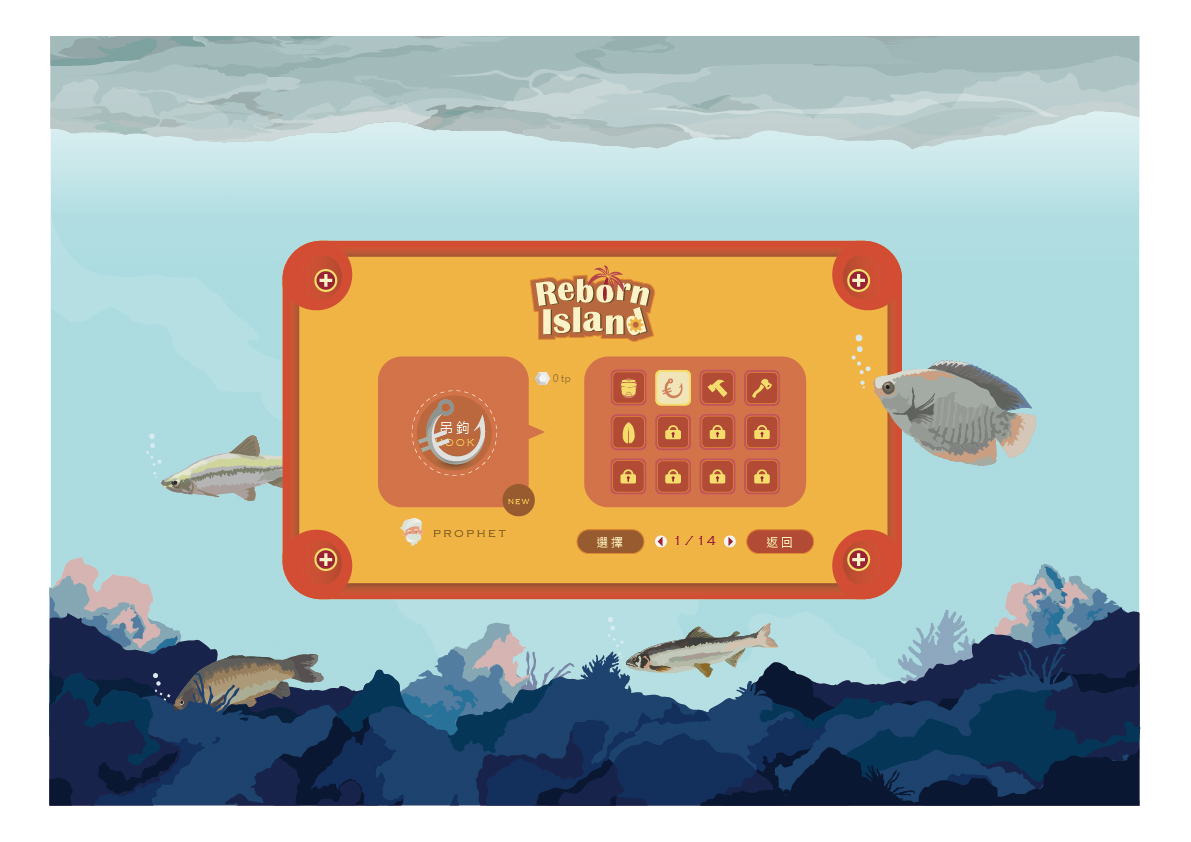 Reborn
Island
0 tp
吊鉤
HOOK
NEW
PROPHET
選擇
1/14
返回